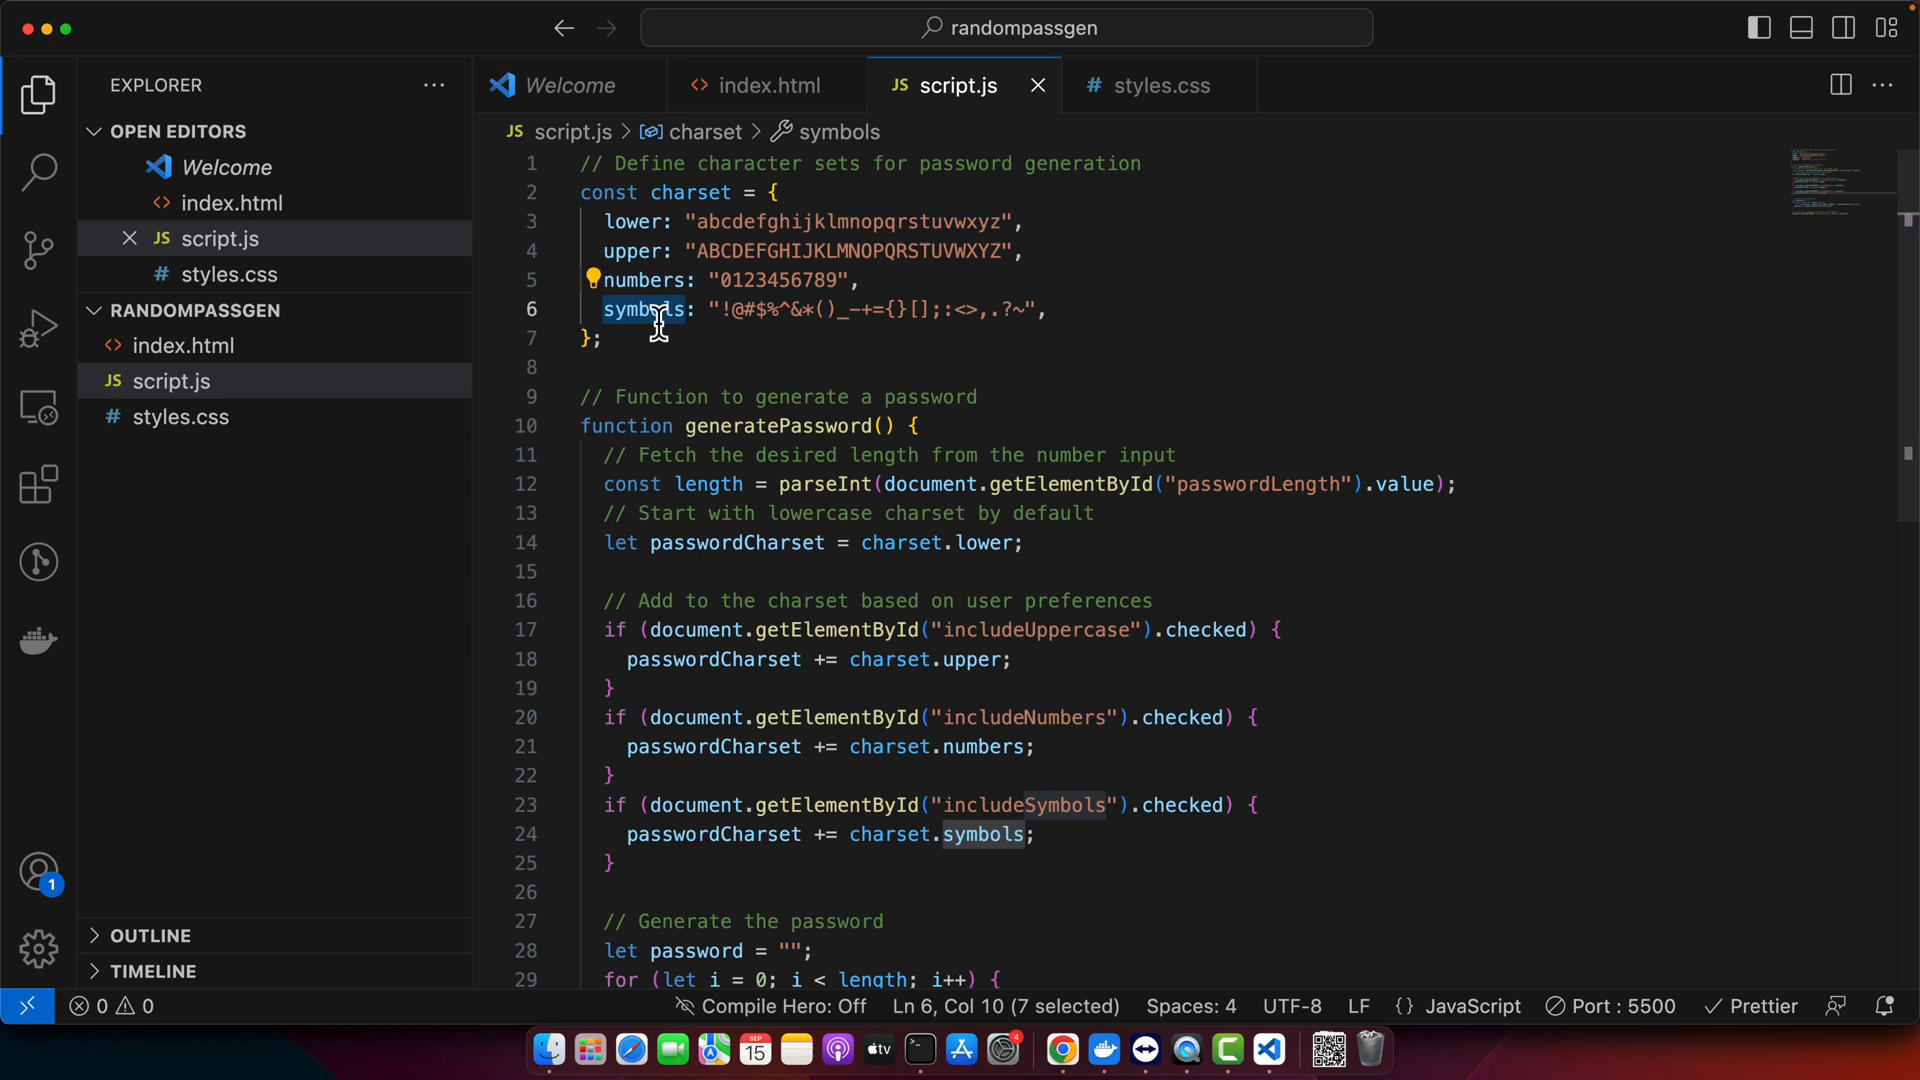 randompassgen
EXPLORER
OPEN EDITORS
Welcome
index.html
JS script.js
# styles.css
RANDOMPASSGEN
index.html
JS script.js
# styles.css
OUTLINE
TIMELINE
Welcome
index.html
JS script.js
# styles.css
JS script.js > charset > symbols
1 // Define character sets for password generation
2 const charset = {
3 lower: "abcdefghijklmnopqrstuvwxyz",
4 upper: "ABCDEFGHIJKLMNOPQRSTUVWXYZ",
5 numbers: "0123456789",
6 symbols: "!@#$%^&*()_-+={}[];:<>,.?~",
7 };
8
9 // Function to generate a password
10 function generatePassword() {
11 // Fetch the desired length from the number input
12 const length = parseInt(document.getElementById("passwordLength").value);
13 // Start with lowercase charset by default
14 let passwordCharset = charset.lower;
15
16 // Add to the charset based on user preferences
17 if (document.getElementById("includeUppercase").checked) {
18 passwordCharset += charset.upper;
19 }
20 if (document.getElementById("includeNumbers").checked) {
21 passwordCharset += charset.numbers;
22 }
23 if (document.getElementById("includeSymbols").checked) {
24 passwordCharset += charset.symbols;
25 }
26
27 // Generate the password
28 let password = "";
29 for (let i = 0; i < length; i++) {
1
0 0 Compile Hero: Off Ln 6, Col 10 (7 selected) Spaces: 4 UTF-8 LF {} JavaScript Port : 5500 Prettier
SEP
15
tv
4